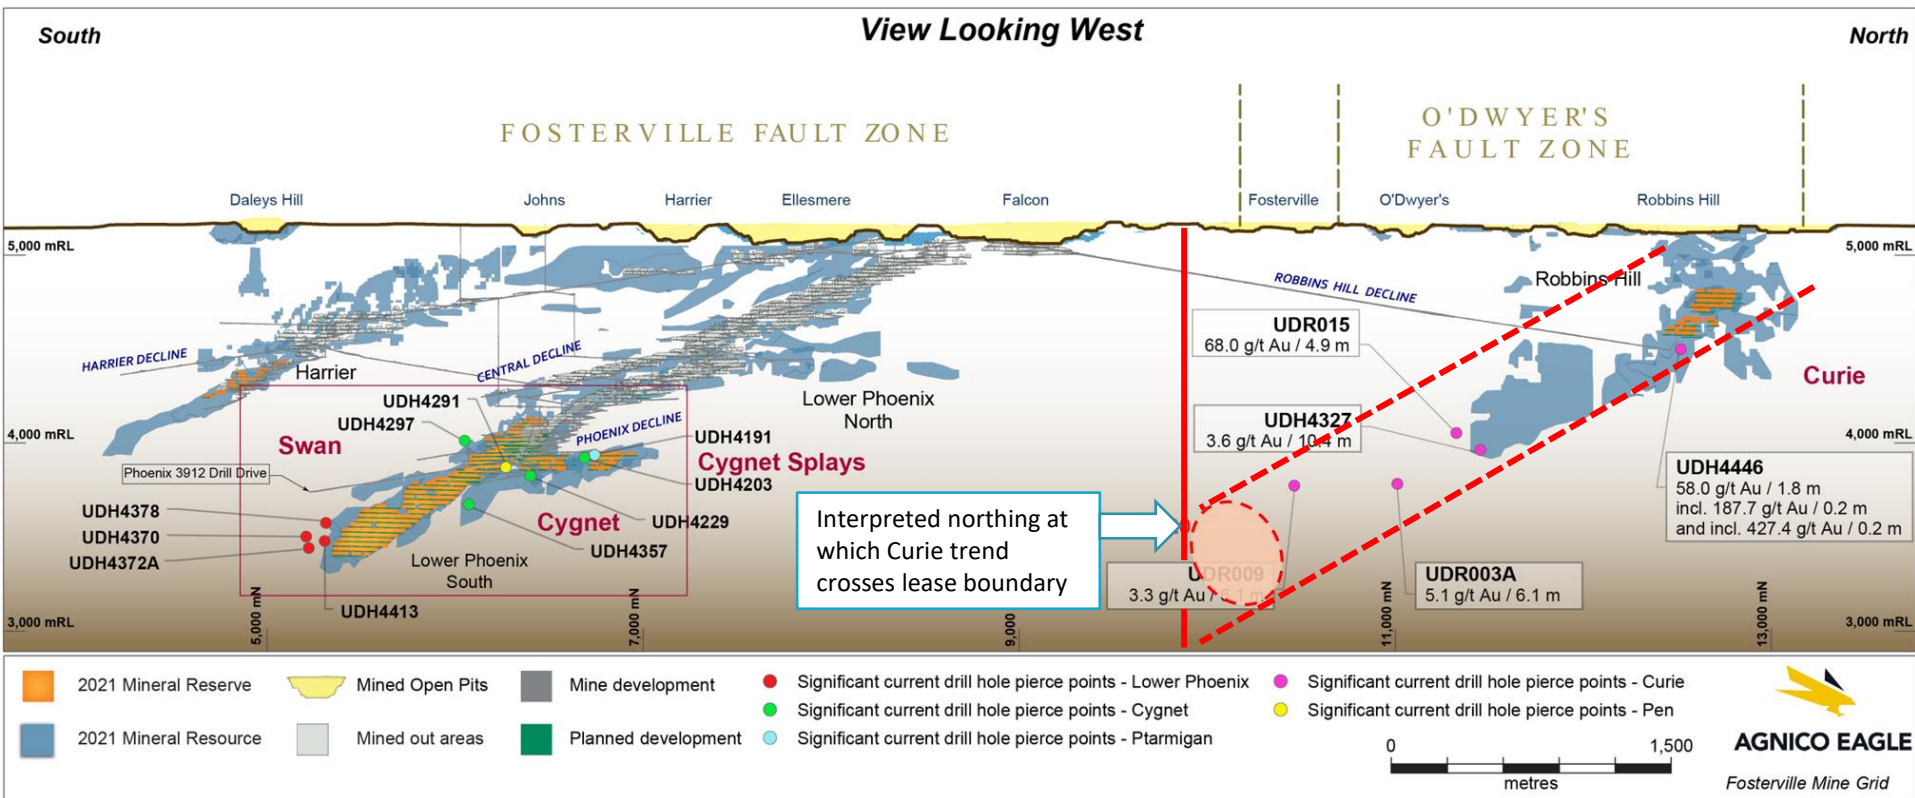 View Looking West
South
North
FOSTERVILLE FAULT ZONE
O'DWYER'S
FAULT ZONE
Daleys Hill
Johns
Harrier
Ellesmere
Falcon
Fosterville
O'Dwyer's
Robbins Hill
5,000 mRL
5,000 mRL
ROBBINS HILL DECLINE
Robbins Hill
UDR015
68.0 g/t Au / 4.9 m
HARRIER DECLINE
CENTRAL DECLINE
Harrier
Curie
UDH4291
UDH4297
Lower Phoenix
North
UDH4327
3.6 g/t Au / 10.4 m
4,000 mRL
4,000 mRL
PHOENIX DECLINE
Swan
UDH4191
Cygnet Splays
UDH4203
Phoenix 3912 Drill Drive
UDH4446
58.0 g/t Au / 1.8 m
incl. 187.7 g/t Au / 0.2 m
and incl. 427.4 g/t Au / 0.2 m
UDH4378
UDH4370
UDH4372A
Cygnet
UDH4229
UDH4357
Lower Phoenix
South
UDH4413
Interpreted northing at
which Curie trend
crosses lease boundary
UDR009
3.3 g/t Au / 6.1 m
UDR003A
5.1 g/t Au / 6.1 m
3,000 mRL
5,000 mN
7,000 mN
9,000
11,000 mN
13,000 mN
3,000 mRL
2021 Mineral Reserve
Mined Open Pits
Mine development
Significant current drill hole pierce points - Lower Phoenix
Significant current drill hole pierce points - Curie
Significant current drill hole pierce points - Cygnet
Significant current drill hole pierce points - Pen
2021 Mineral Resource
Mined out areas
Planned development
Significant current drill hole pierce points - Ptarmigan
0
1,500
metres
AGNICO EAGLE
Fosterville Mine Grid